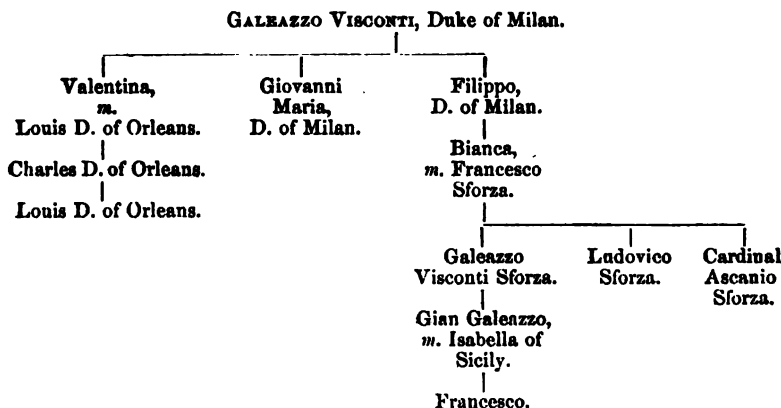 GALEAZZO VISCONTI, Duke of Milan.
Valentina,
m.
Louis D. of Orleans.
Charles D. of Orleans.
Louis D. of Orleans.
Giovanni
Maria,
D. of Milan.
Filippo,
D. of Milan.
Bianca,
m. Francesco
Sforza.
Galeazzo
Visconti Sforza.
Gian Galeazzo,
m. Isabella of
Sicily.
Francesco.
Ludovico
Sforza.
Cardinal
Ascanio
Sforza.